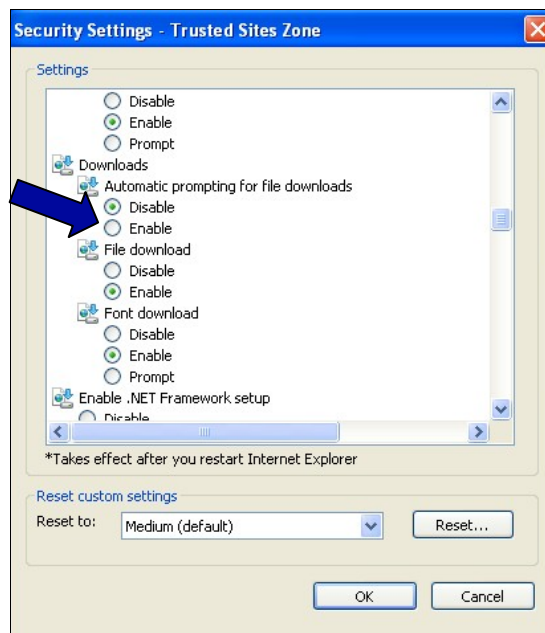 Security Settings - Trusted Sites Zone
Settings
Disable
Enable
Prompt
Downloads
Automatic prompting for file downloads
Disable
Enable
File download
Disable
Enable
Font download
Disable
Enable
Prompt
Enable .NET Framework setup
Disable
*Takes effect after you restart Internet Explorer
Reset custom settings
Reset to: Medium (default) Reset...
OK Cancel